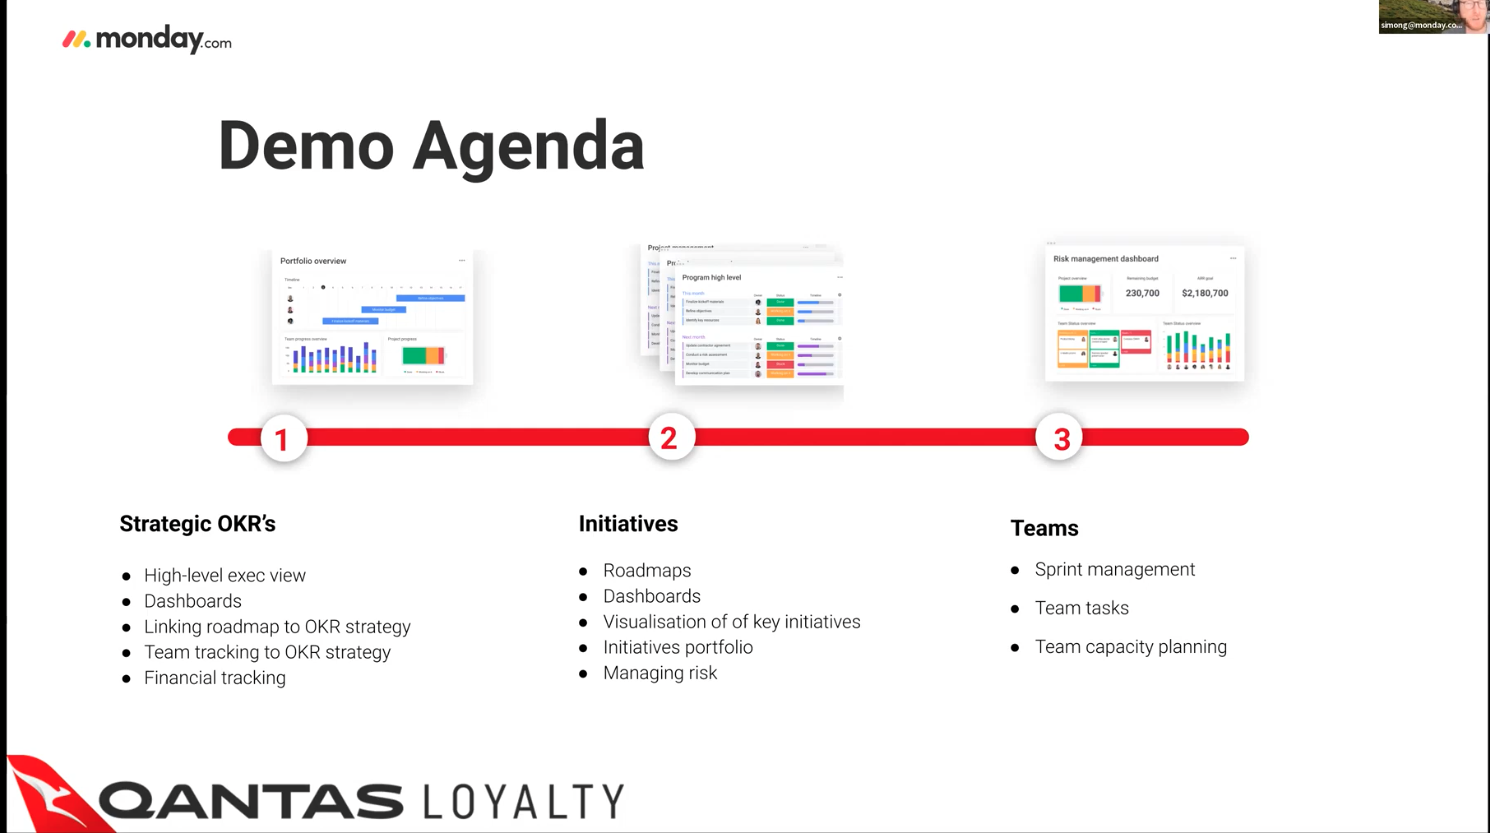 monday.com
simong@monday.co...
Demo Agenda
Portfolio overview
Timeline
Team progress overview
Project progress
Project management
Program high level
This month
Next month
Risk management dashboard
Project overview
Remaining budget
230,700
$2,180,700
Team Status overview
Team Status overview
1
2
3
Strategic OKR's
● High-level exec view
● Dashboards
● Linking roadmap to OKR strategy
● Team tracking to OKR strategy
● Financial tracking
Initiatives
● Roadmaps
● Dashboards
● Visualisation of of key initiatives
● Initiatives portfolio
● Managing risk
Teams
● Sprint management
● Team tasks
● Team capacity planning
QANTAS LOYALTY